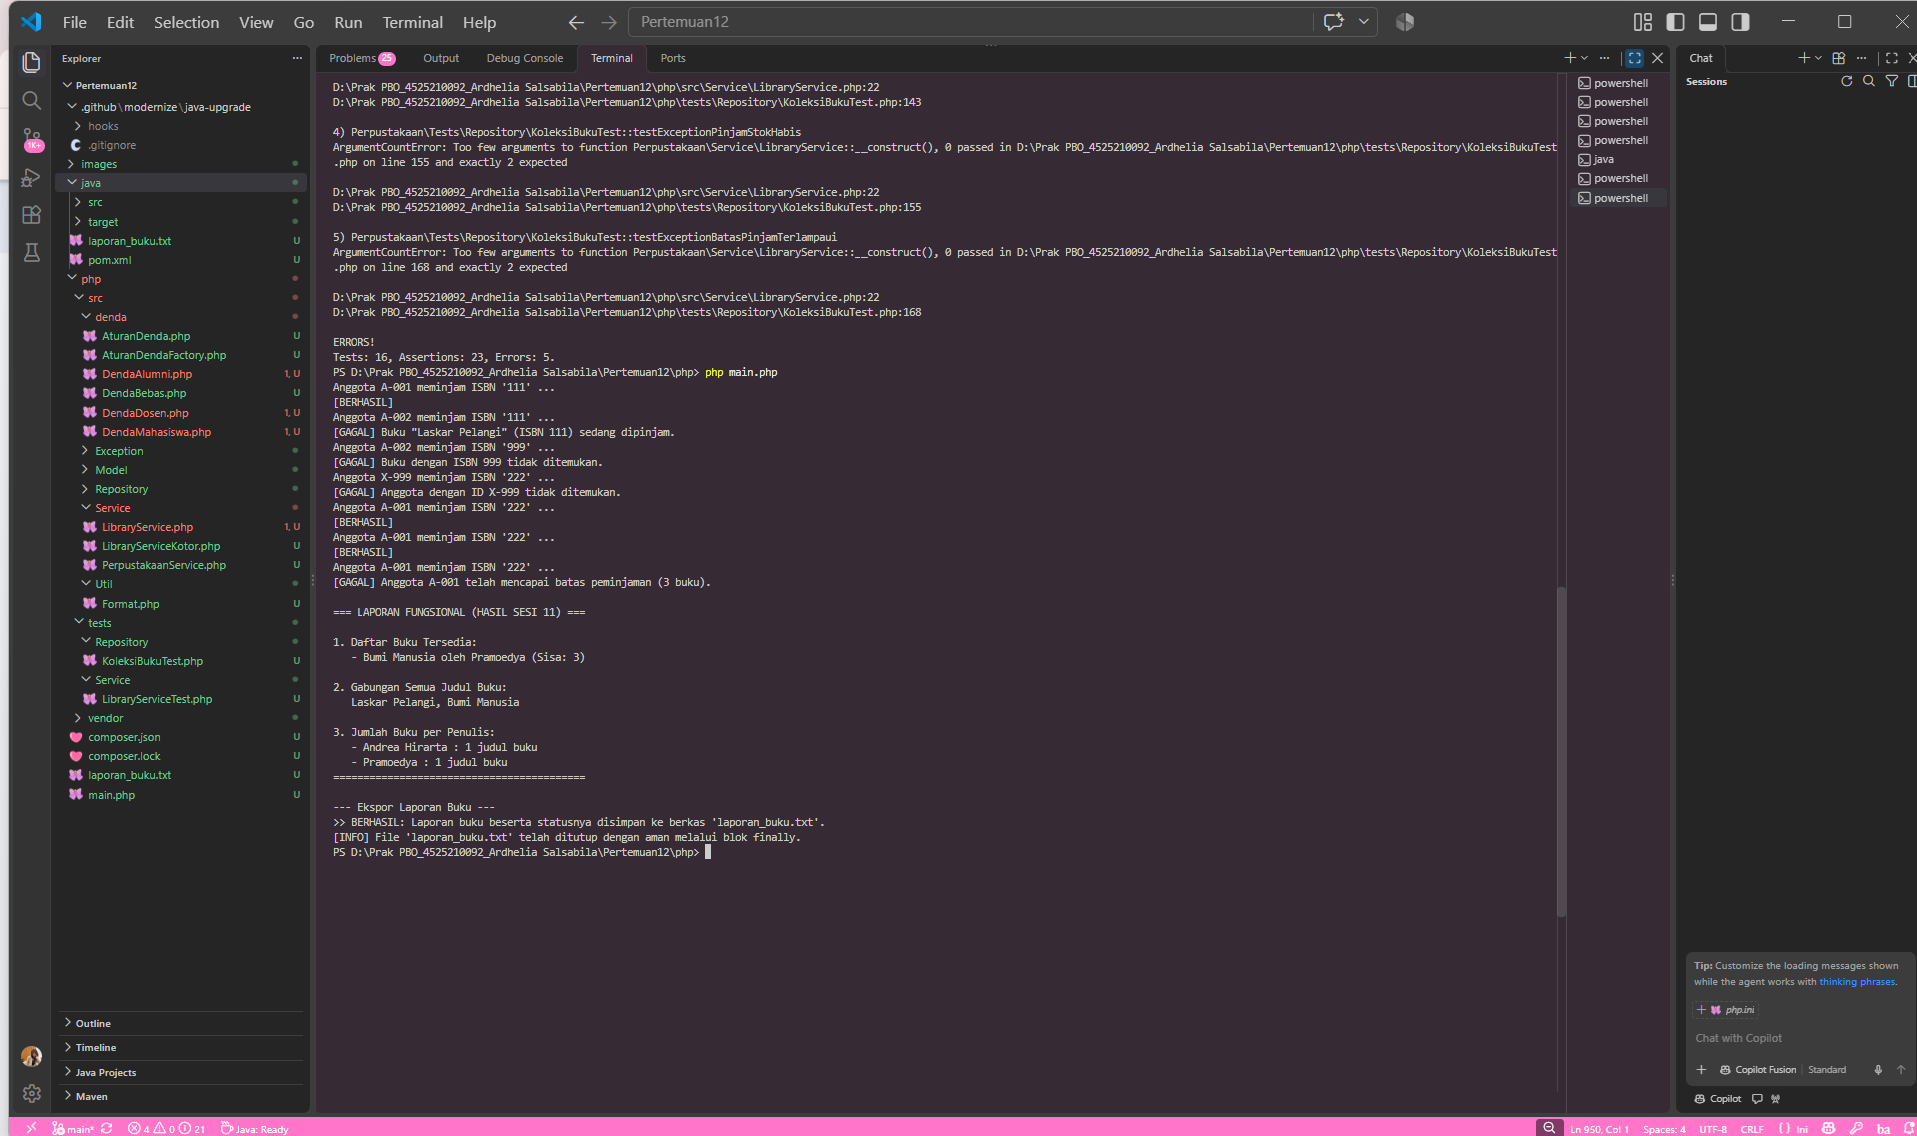 File Edit Selection View Go Run Terminal Help
Pertemuan12
Explorer
Pertemuan12
.github\modernize\java-upgrade
hooks
.gitignore
images
java
src
target
laporan_buku.txt U
pom.xml U
php
src
denda
AturanDenda.php U
AturanDendaFactory.php U
DendaAlumni.php 1, U
DendaBebas.php U
DendaDosen.php 1, U
DendaMahasiswa.php 1, U
Exception
Model
Repository
Service
LibraryService.php 1, U
LibraryServiceKotor.php U
PerpustakaanService.php U
Util
Format.php U
tests
Repository
KoleksiBukuTest.php U
Service
LibraryServiceTest.php U
vendor
composer.json U
composer.lock U
laporan_buku.txt U
main.php U
Outline
Timeline
Java Projects
Maven
1K+
Problems 25 Output Debug Console Terminal Ports
D:\Prak PBO_4525210092_Ardhelia Salsabila\Pertemuan12\php\src\Service\LibraryService.php:22
D:\Prak PBO_4525210092_Ardhelia Salsabila\Pertemuan12\php\tests\Repository\KoleksiBukuTest.php:143
4) Perpustakaan\Tests\Repository\KoleksiBukuTest::testExceptionPinjamStokHabis
ArgumentCountError: Too few arguments to function Perpustakaan\Service\LibraryService::__construct(), 0 passed in D:\Prak PBO_4525210092_Ardhelia Salsabila\Pertemuan12\php\tests\Repository\KoleksiBukuTest
.php on line 155 and exactly 2 expected
D:\Prak PBO_4525210092_Ardhelia Salsabila\Pertemuan12\php\src\Service\LibraryService.php:22
D:\Prak PBO_4525210092_Ardhelia Salsabila\Pertemuan12\php\tests\Repository\KoleksiBukuTest.php:155
5) Perpustakaan\Tests\Repository\KoleksiBukuTest::testExceptionBatasPinjamTerlampaui
ArgumentCountError: Too few arguments to function Perpustakaan\Service\LibraryService::__construct(), 0 passed in D:\Prak PBO_4525210092_Ardhelia Salsabila\Pertemuan12\php\tests\Repository\KoleksiBukuTest
.php on line 168 and exactly 2 expected
D:\Prak PBO_4525210092_Ardhelia Salsabila\Pertemuan12\php\src\Service\LibraryService.php:22
D:\Prak PBO_4525210092_Ardhelia Salsabila\Pertemuan12\php\tests\Repository\KoleksiBukuTest.php:168
ERRORS!
Tests: 16, Assertions: 23, Errors: 5.
PS D:\Prak PBO_4525210092_Ardhelia Salsabila\Pertemuan12\php> php main.php
Anggota A-001 meminjam ISBN '111' ...
[BERHASIL]
Anggota A-002 meminjam ISBN '111' ...
[GAGAL] Buku "Laskar Pelangi" (ISBN 111) sedang dipinjam.
Anggota A-002 meminjam ISBN '999' ...
[GAGAL] Buku dengan ISBN 999 tidak ditemukan.
Anggota X-999 meminjam ISBN '222' ...
[GAGAL] Anggota dengan ID X-999 tidak ditemukan.
Anggota A-001 meminjam ISBN '222' ...
[BERHASIL]
Anggota A-001 meminjam ISBN '222' ...
[BERHASIL]
Anggota A-001 meminjam ISBN '222' ...
[GAGAL] Anggota A-001 telah mencapai batas peminjaman (3 buku).
=== LAPORAN FUNGSIONAL (HASIL SESI 11) ===
1. Daftar Buku Tersedia:
- Bumi Manusia oleh Pramoedya (Sisa: 3)
2. Gabungan Semua Judul Buku:
Laskar Pelangi, Bumi Manusia
3. Jumlah Buku per Penulis:
- Andrea Hirarta : 1 judul buku
- Pramoedya : 1 judul buku
==========================================
--- Ekspor Laporan Buku ---
>> BERHASIL: Laporan buku beserta statusnya disimpan ke berkas 'laporan_buku.txt'.
[INFO] File 'laporan_buku.txt' telah ditutup dengan aman melalui blok finally.
PS D:\Prak PBO_4525210092_Ardhelia Salsabila\Pertemuan12\php>
powershell
powershell
powershell
powershell
java
powershell
powershell
Chat
Sessions
Tip: Customize the loading messages shown
while the agent works with thinking phrases.
php.ini
Chat with Copilot
Copilot Fusion Standard
Copilot
main* 4 0 21 Java: Ready
Ln 950, Col 1 Spaces: 4 UTF-8 CRLF { } Ini ba